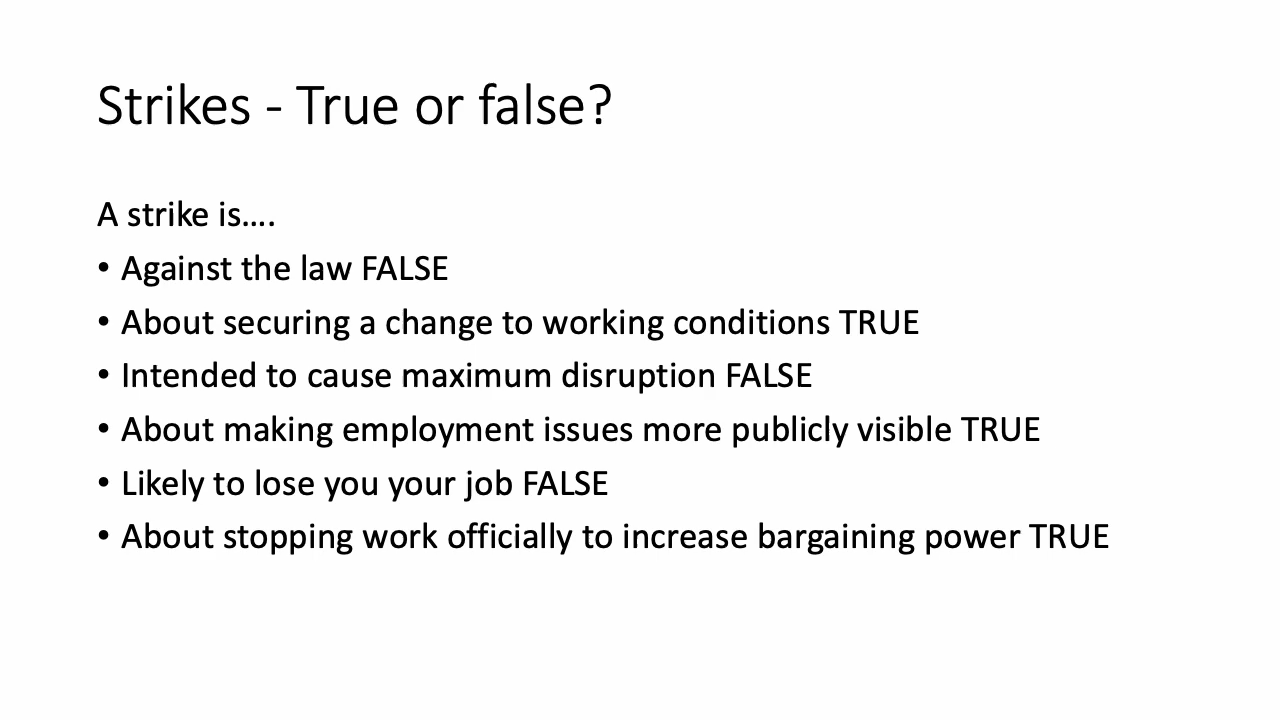 Strikes - True or false?
A strike is….
• Against the law FALSE
• About securing a change to working conditions TRUE
• Intended to cause maximum disruption FALSE
• About making employment issues more publicly visible TRUE
• Likely to lose you your job FALSE
• About stopping work officially to increase bargaining power TRUE